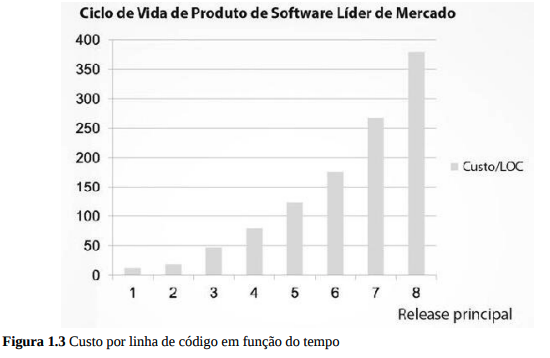 Ciclo de Vida de Produto de Software Líder de Mercado
400
350
300
250
200
150
100
50
0
1 2 3 4 5 6 7 8
Custo/LOC
Release principal
Figura 1.3 Custo por linha de código em função do tempo